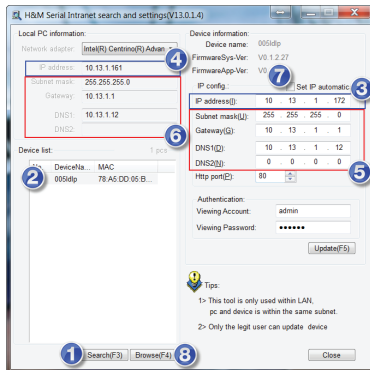 H&M Serial Intranet search and settings(V13.0.1.4)
Local PC information:
Network adapter: Intel(R) Centrino(R) Advan
4
IP address: 10.13.1.161
Subnet mask: 255.255.255.0
Gateway: 10.13.1.1
DNS1: 10.13.1.12
DNS2:
6
Device list: 1 pcs
DeviceNa... MAC
2
005ldlp 78:A5:DD:05:B...
1
Search(F3) Browse(F4)
8
Device information:
Device name: 005ldlp
FirmwareSys-Ver: V0.1.2.27
FirmwareApp-Ver: V0
7
IP config.: Set IP automatic
3
IP address(I): 10 . 13 . 1 . 172
Subnet mask(U): 255 . 255 . 255 . 0
Gateway(G): 10 . 13 . 1 . 1
DNS1(D): 10 . 13 . 1 . 12
DNS2(N): 0 . 0 . 0 . 0
5
Http port(P): 80
Authentication:
Viewing Account: admin
Viewing Password: ••••••
Update(F5)
Tips:
1> This tool is only used within LAN,
pc and device is within the same subnet.
2> Only the legit user can update device
Close